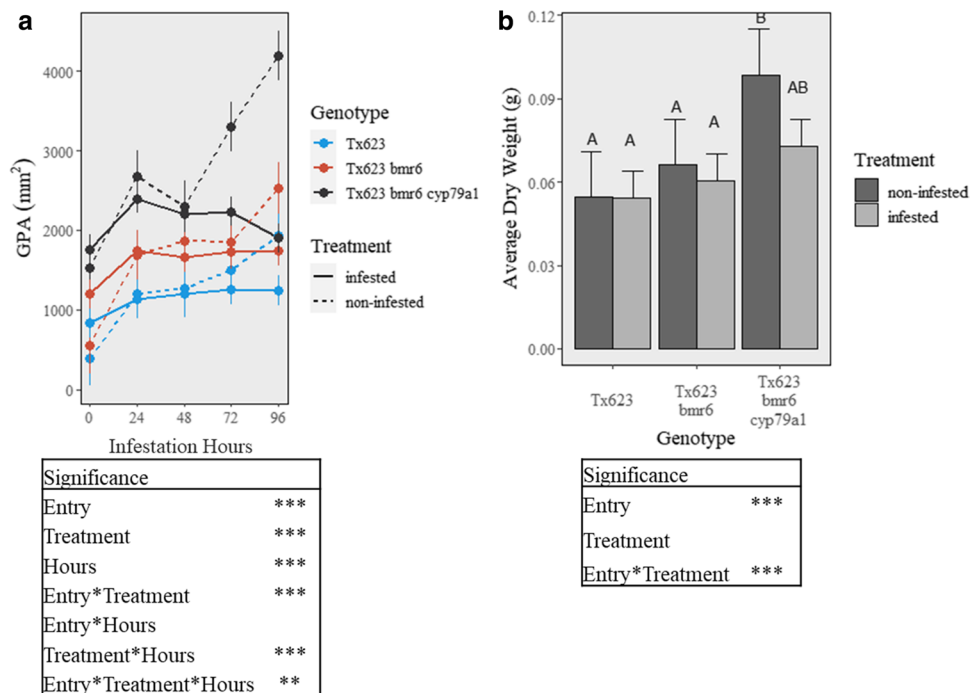 a
GPA (mm²)
4000
3000
2000
1000
0
0 24 48 72 96
Infestation Hours
Genotype
Tx623
Tx623 bmr6
Tx623 bmr6 cyp79a1
Treatment
infested
non-infested
Significance
Entry ***
Treatment ***
Hours ***
Entry*Treatment ***
Entry*Hours
Treatment*Hours ***
Entry*Treatment*Hours **
b
Average Dry Weight (g)
0.12
0.09
0.06
0.03
0.00
A A A A B AB
Tx623
Tx623
bmr6
Tx623
bmr6
cyp79a1
Genotype
Treatment
non-infested
infested
Significance
Entry ***
Treatment
Entry*Treatment ***